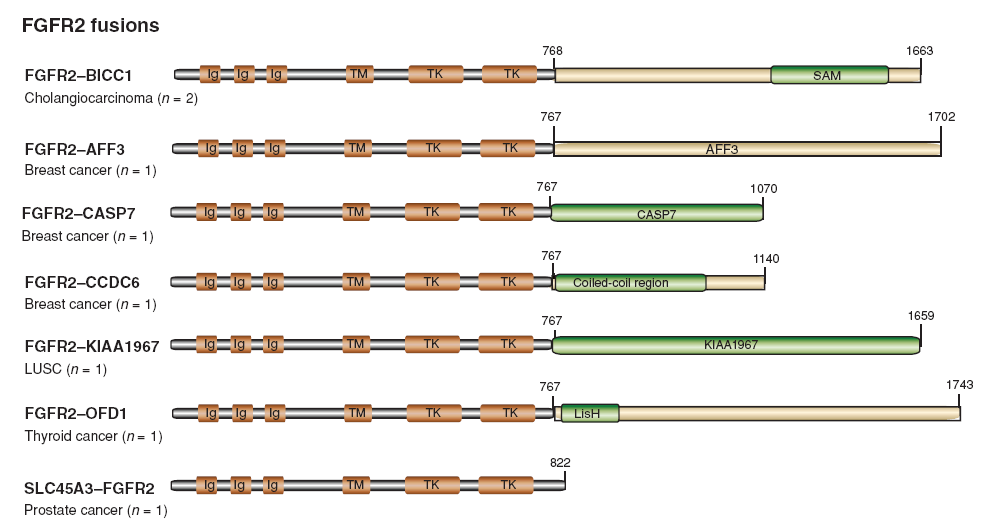 FGFR2 fusions
768 1663
FGFR2–BICC1 Ig Ig Ig TM TK TK SAM
Cholangiocarcinoma (n = 2)
767 1702
FGFR2–AFF3 Ig Ig Ig TM TK TK AFF3
Breast cancer (n = 1)
767 1070
FGFR2–CASP7 Ig Ig Ig TM TK TK CASP7
Breast cancer (n = 1)
767 1140
FGFR2–CCDC6 Ig Ig Ig TM TK TK Coiled-coil region
Breast cancer (n = 1)
767 1659
FGFR2–KIAA1967 Ig Ig Ig TM TK TK KIAA1967
LUSC (n = 1)
767 1743
FGFR2–OFD1 Ig Ig Ig TM TK TK LisH
Thyroid cancer (n = 1)
822
SLC45A3–FGFR2 Ig Ig Ig TM TK TK
Prostate cancer (n = 1)